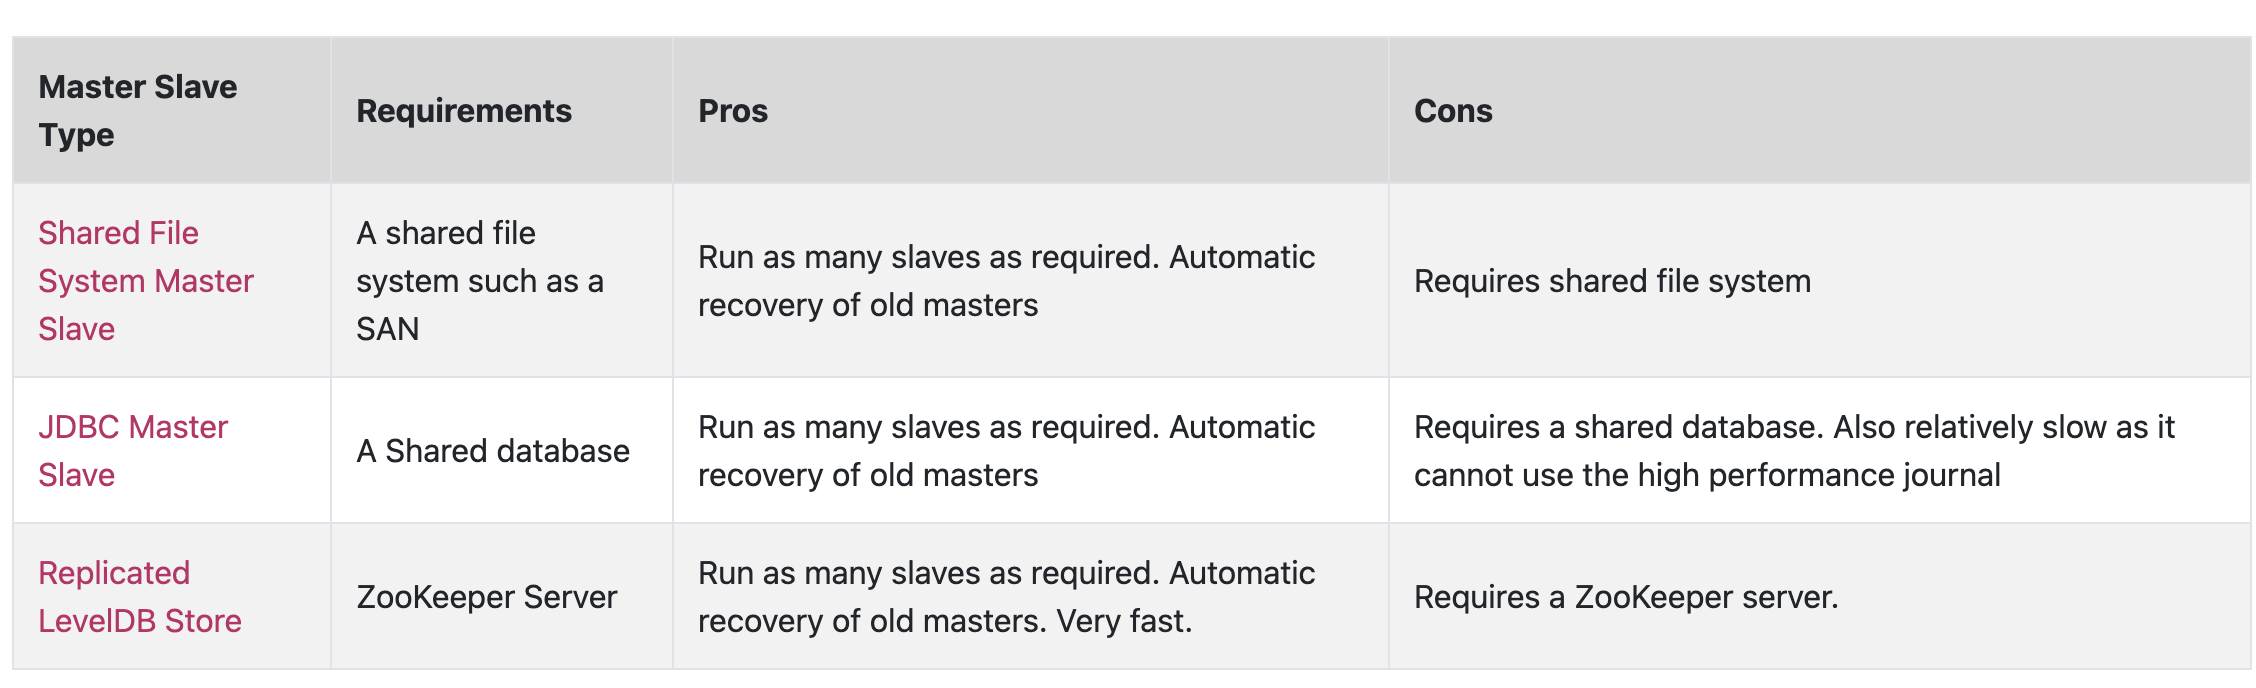 Master Slave
Type
Requirements
Pros
Cons
Shared File
System Master
Slave
A shared file
system such as a
SAN
Run as many slaves as required. Automatic
recovery of old masters
Requires shared file system
JDBC Master
Slave
A Shared database
Run as many slaves as required. Automatic
recovery of old masters
Requires a shared database. Also relatively slow as it
cannot use the high performance journal
Replicated
LevelDB Store
ZooKeeper Server
Run as many slaves as required. Automatic
recovery of old masters. Very fast.
Requires a ZooKeeper server.